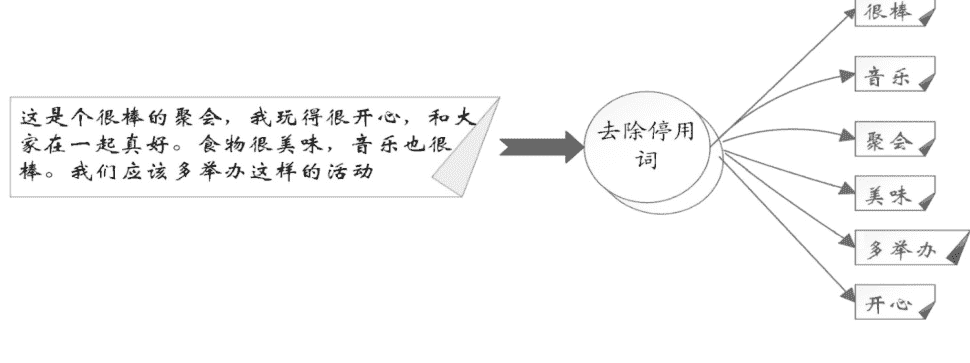 这是个很棒的聚会，我玩得很开心，和大
家在一起真好。食物很美味，音乐也很
棒。我们应该多举办这样的活动
去除停用
词
很棒
音乐
聚会
美味
多举办
开心